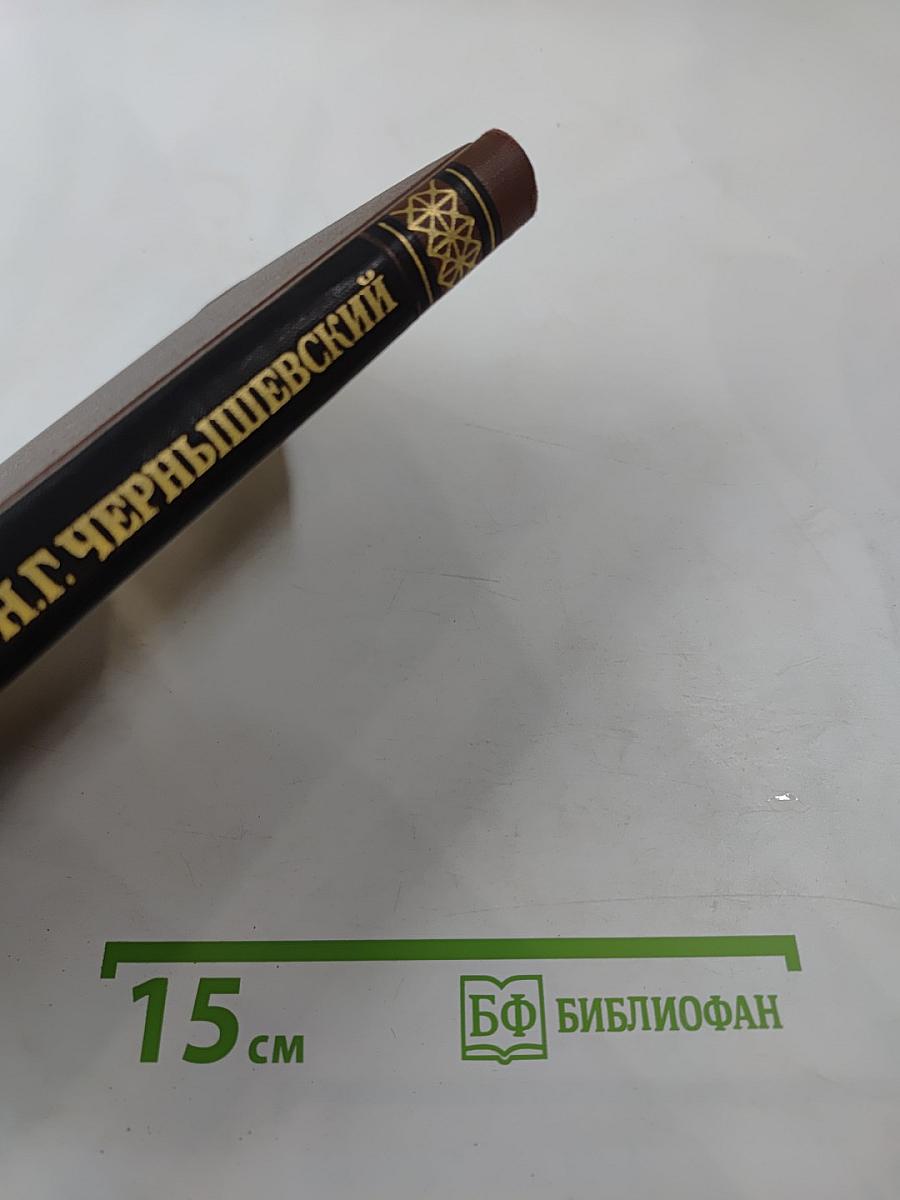 Н.Г. ЧЕРНЫШЕВСКИЙ
15 см
БФ БИБЛИОФАН